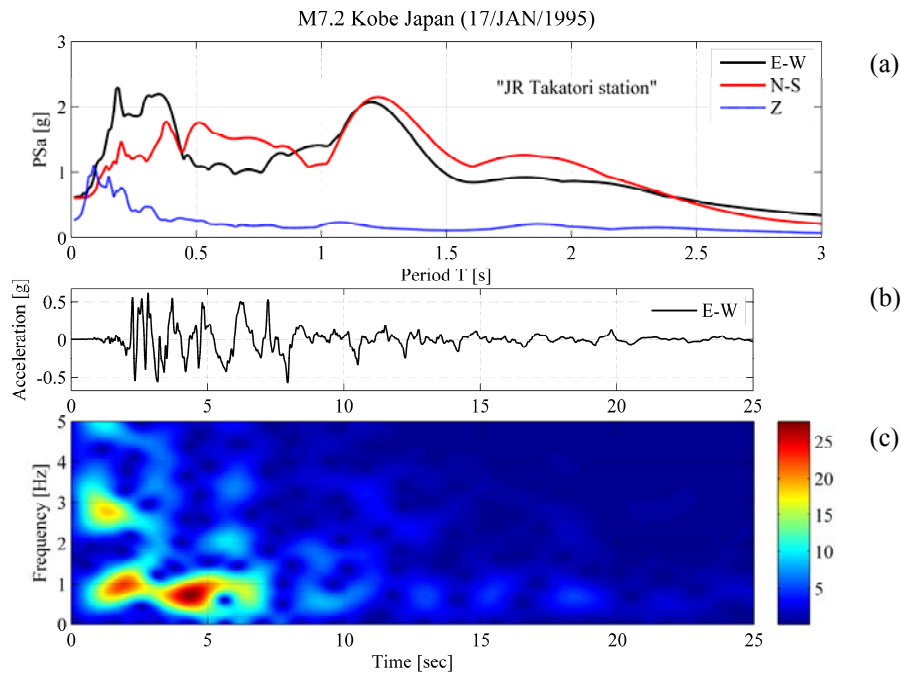 M7.2 Kobe Japan (17/JAN/1995)
(a)
PSa [g]
3
2
1
0
E-W
N-S
Z
"JR Takatori station"
0 0.5 1 1.5 2 2.5 3
Period T [s]
(b)
Acceleration [g]
0.5
0
-0.5
E-W
0 5 10 15 20 25
(c)
Frequency [Hz]
5
4
3
2
1
0
0 5 10 15 20 25
Time [sec]
25
20
15
10
5